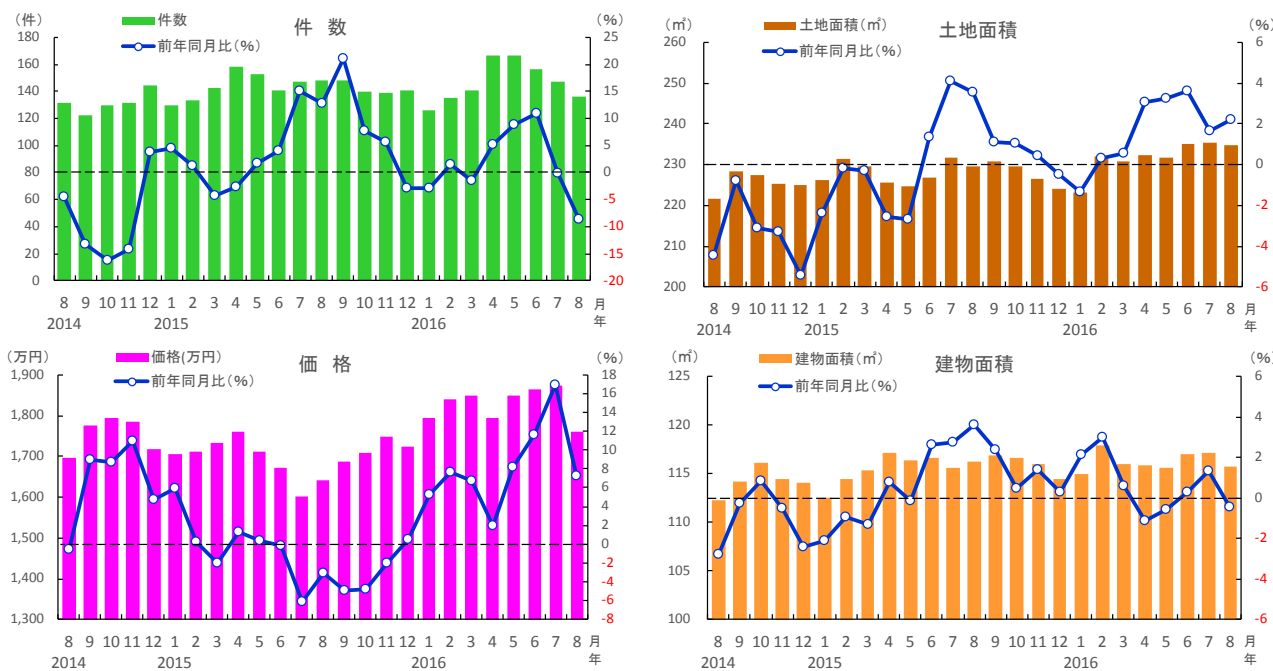 件 数
(件)
(%)
件数
前年同月比(%)
180 160 140 120 100 80 60 40 20 0
25 20 15 10 5 0 -5 -10 -15 -20
8 9 10 11 12 1 2 3 4 5 6 7 8 9 10 11 12 1 2 3 4 5 6 7 8 月
2014 2015 2016 年
土地面積
(㎡)
(%)
土地面積(㎡)
前年同月比(%)
260 250 240 230 220 210 200
6 4 2 0 -2 -4 -6
8 9 10 11 12 1 2 3 4 5 6 7 8 9 10 11 12 1 2 3 4 5 6 7 8 月
2014 2015 2016 年
価 格
(万円)
(%)
価格(万円)
前年同月比(%)
1,900 1,800 1,700 1,600 1,500 1,400 1,300
18 16 14 12 10 8 6 4 2 0 -2 -4 -6 -8
8 9 10 11 12 1 2 3 4 5 6 7 8 9 10 11 12 1 2 3 4 5 6 7 8 月
2014 2015 2016 年
建物面積
(㎡)
(%)
建物面積(㎡)
前年同月比(%)
125 120 115 110 105 100
6 4 2 0 -2 -4 -6
8 9 10 11 12 1 2 3 4 5 6 7 8 9 10 11 12 1 2 3 4 5 6 7 8 月
2014 2015 2016 年